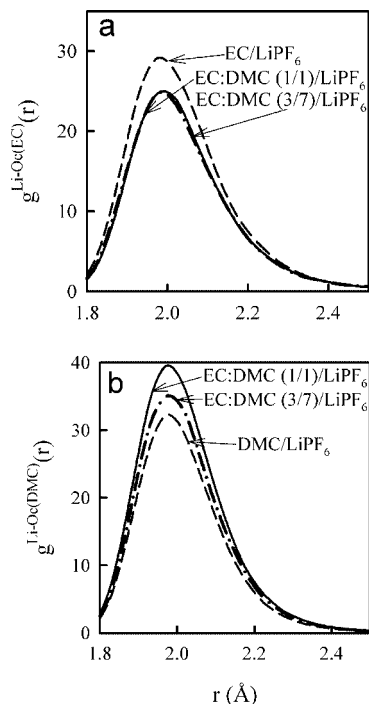 a
30
20
10
0
g^Li-Oc(EC)(r)
EC/LiPF6
EC:DMC (1/1)/LiPF6
EC:DMC (3/7)/LiPF6
1.8 2.0 2.2 2.4
b
40
30
20
10
0
g^Li-Oc(DMC)(r)
EC:DMC (1/1)/LiPF6
EC:DMC (3/7)/LiPF6
DMC/LiPF6
1.8 2.0 2.2 2.4
r (Å)